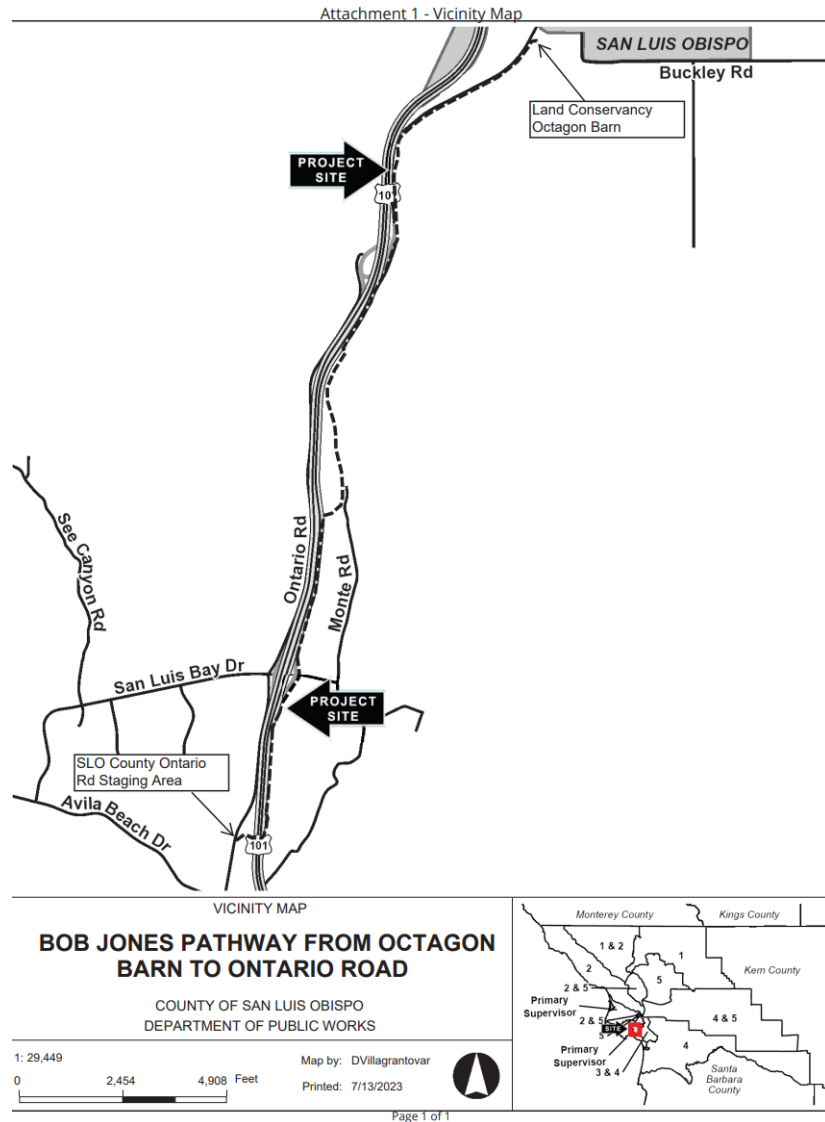 Attachment 1 - Vicinity Map
SAN LUIS OBISPO
Buckley Rd
Land Conservancy
Octagon Barn
PROJECT
SITE
10
See Canyon Rd
Ontario Rd
Monte Rd
San Luis Bay Dr
PROJECT
SITE
SLO County Ontario
Rd Staging Area
Avila Beach Dr
101
VICINITY MAP
BOB JONES PATHWAY FROM OCTAGON
BARN TO ONTARIO ROAD
COUNTY OF SAN LUIS OBISPO
DEPARTMENT OF PUBLIC WORKS
1: 29,449
0 2,454 4,908 Feet
Map by: DVillagrantovar
Printed: 7/13/2023
Monterey County
Kings County
1 & 2
1
2
5
Kern County
2 & 5
Primary
Supervisor
2 & 5
4 & 5
SITE
5
Primary
Supervisor
4
3 & 4
Santa
Barbara
County
Page 1 of 1